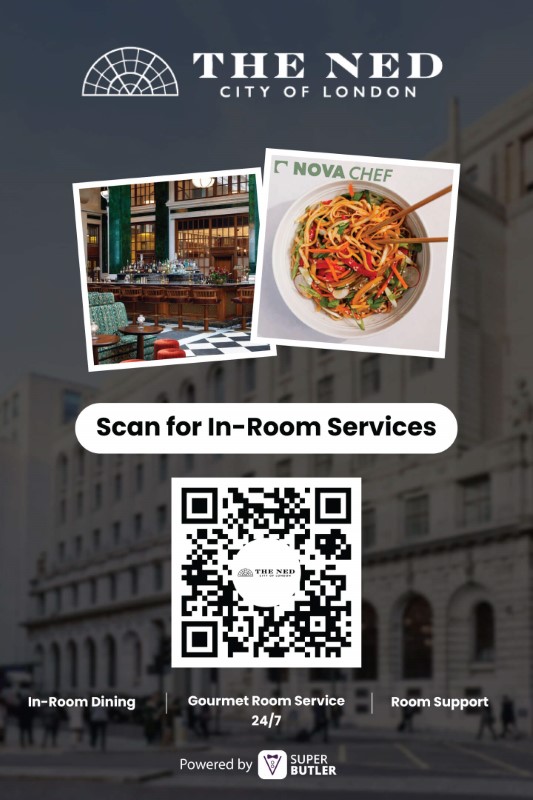 THE NED
CITY OF LONDON
NOVA CHEF
Scan for In-Room Services
THE NED
CITY OF LONDON
In-Room Dining
Gourmet Room Service
24/7
Room Support
Powered by
SUPER
BUTLER